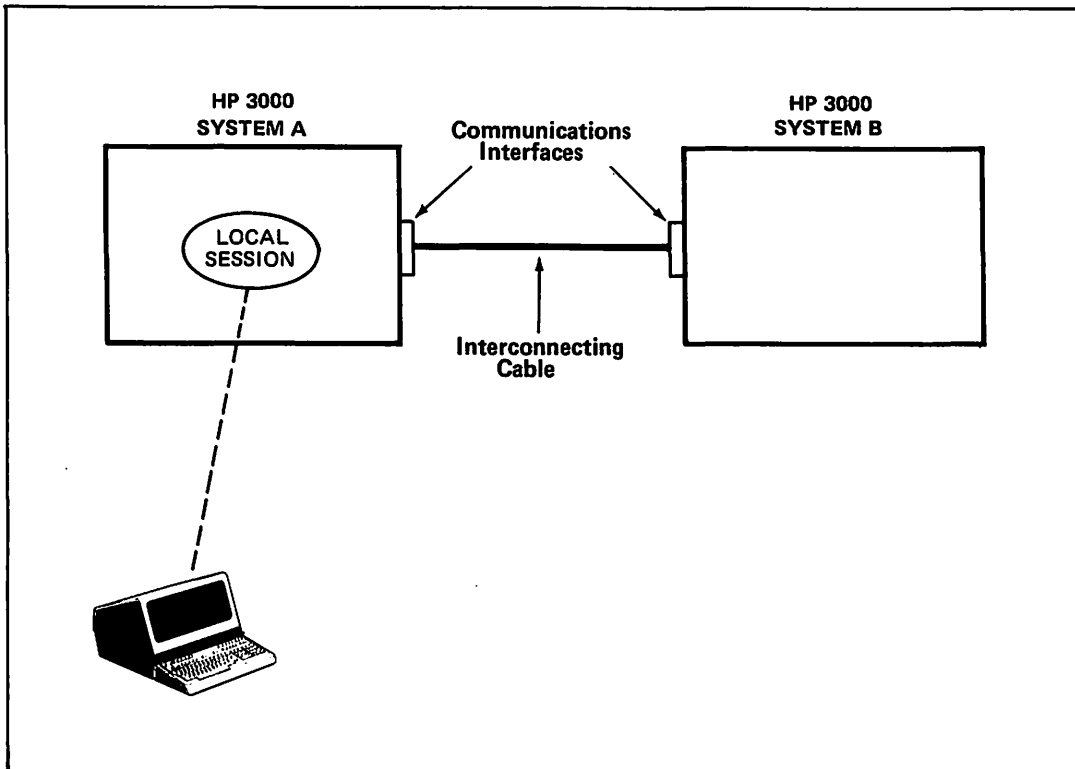 HP 3000
SYSTEM A
HP 3000
SYSTEM B
Communications
Interfaces
LOCAL
SESSION
Interconnecting
Cable